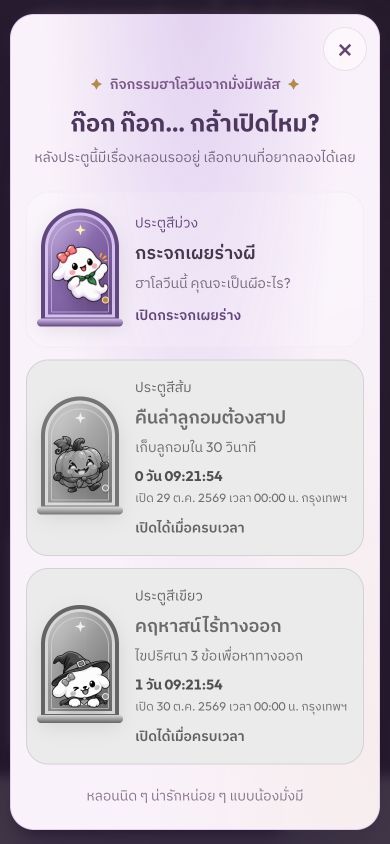 กิจกรรมฮาโลวีนจากมั่งมีพลัส
ก๊อก ก๊อก... กล้าเปิดไหม?
หลังประตูนี้มีเรื่องหลอนรออยู่ เลือกบานที่อยากลองได้เลย
ประตูสีม่วง
กระจกเผยร่างผี
ฮาโลวีนนี้ คุณจะเป็นผีอะไร?
เปิดกระจกเผยร่าง
ประตูสีส้ม
คืนล่าลูกอมต้องสาป
เก็บลูกอมใน 30 วินาที
0 วัน 09:21:54
เปิด 29 ต.ค. 2569 เวลา 00:00 น. กรุงเทพฯ
เปิดได้เมื่อครบเวลา
ประตูสีเขียว
คฤหาสน์ไร้ทางออก
ไขปริศนา 3 ข้อเพื่อหาทางออก
1 วัน 09:21:54
เปิด 30 ต.ค. 2569 เวลา 00:00 น. กรุงเทพฯ
เปิดได้เมื่อครบเวลา
หลอนนิด ๆ น่ารักหน่อย ๆ แบบน้องมั่งมี